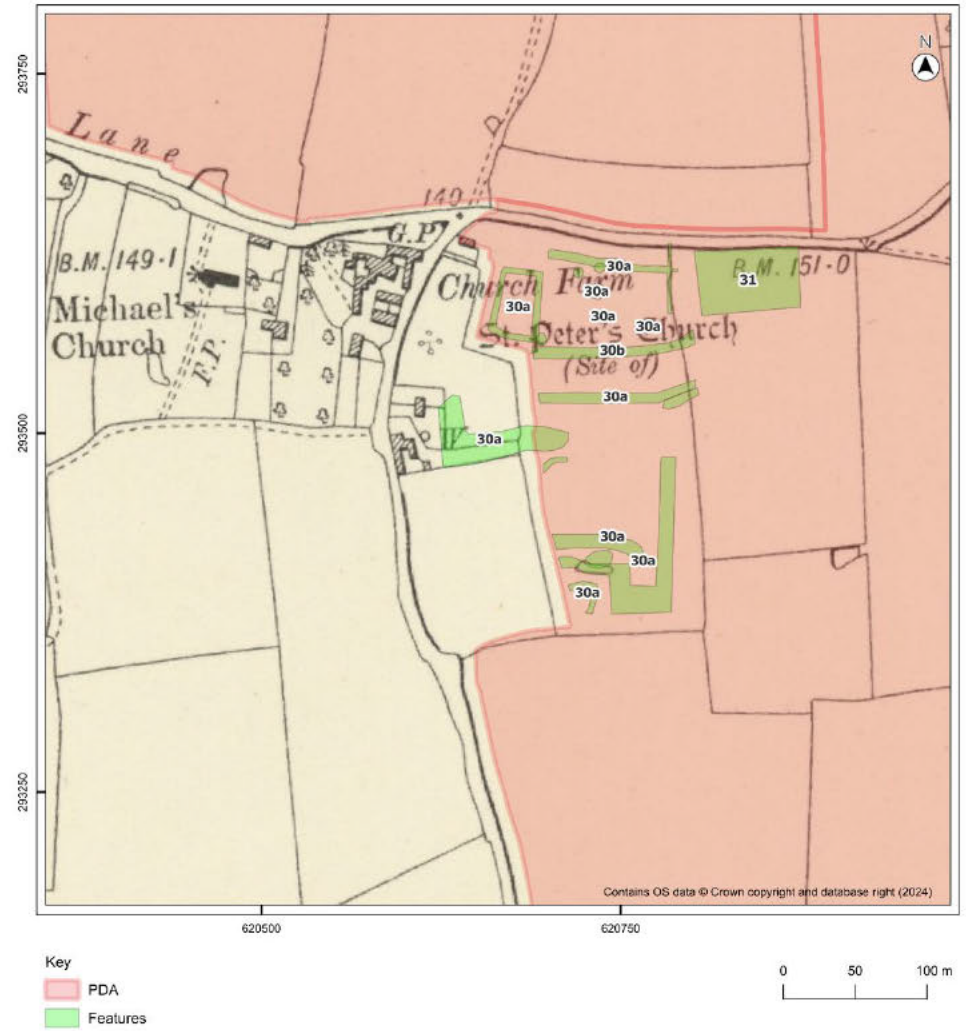 N
293750
Lane
140
G.P.
B.M. 149·1
30a
B.M. 151·0
31
Church Farm
30a
30a
30a
30a
Michael's
Church
St. Peter's Church
30b
(Site of)
F.P.
30a
293500
W
30a
30a
30a
30a
293250
Contains OS data © Crown copyright and database right (2024)
620500
620750
Key
PDA
Features
0
50
100 m